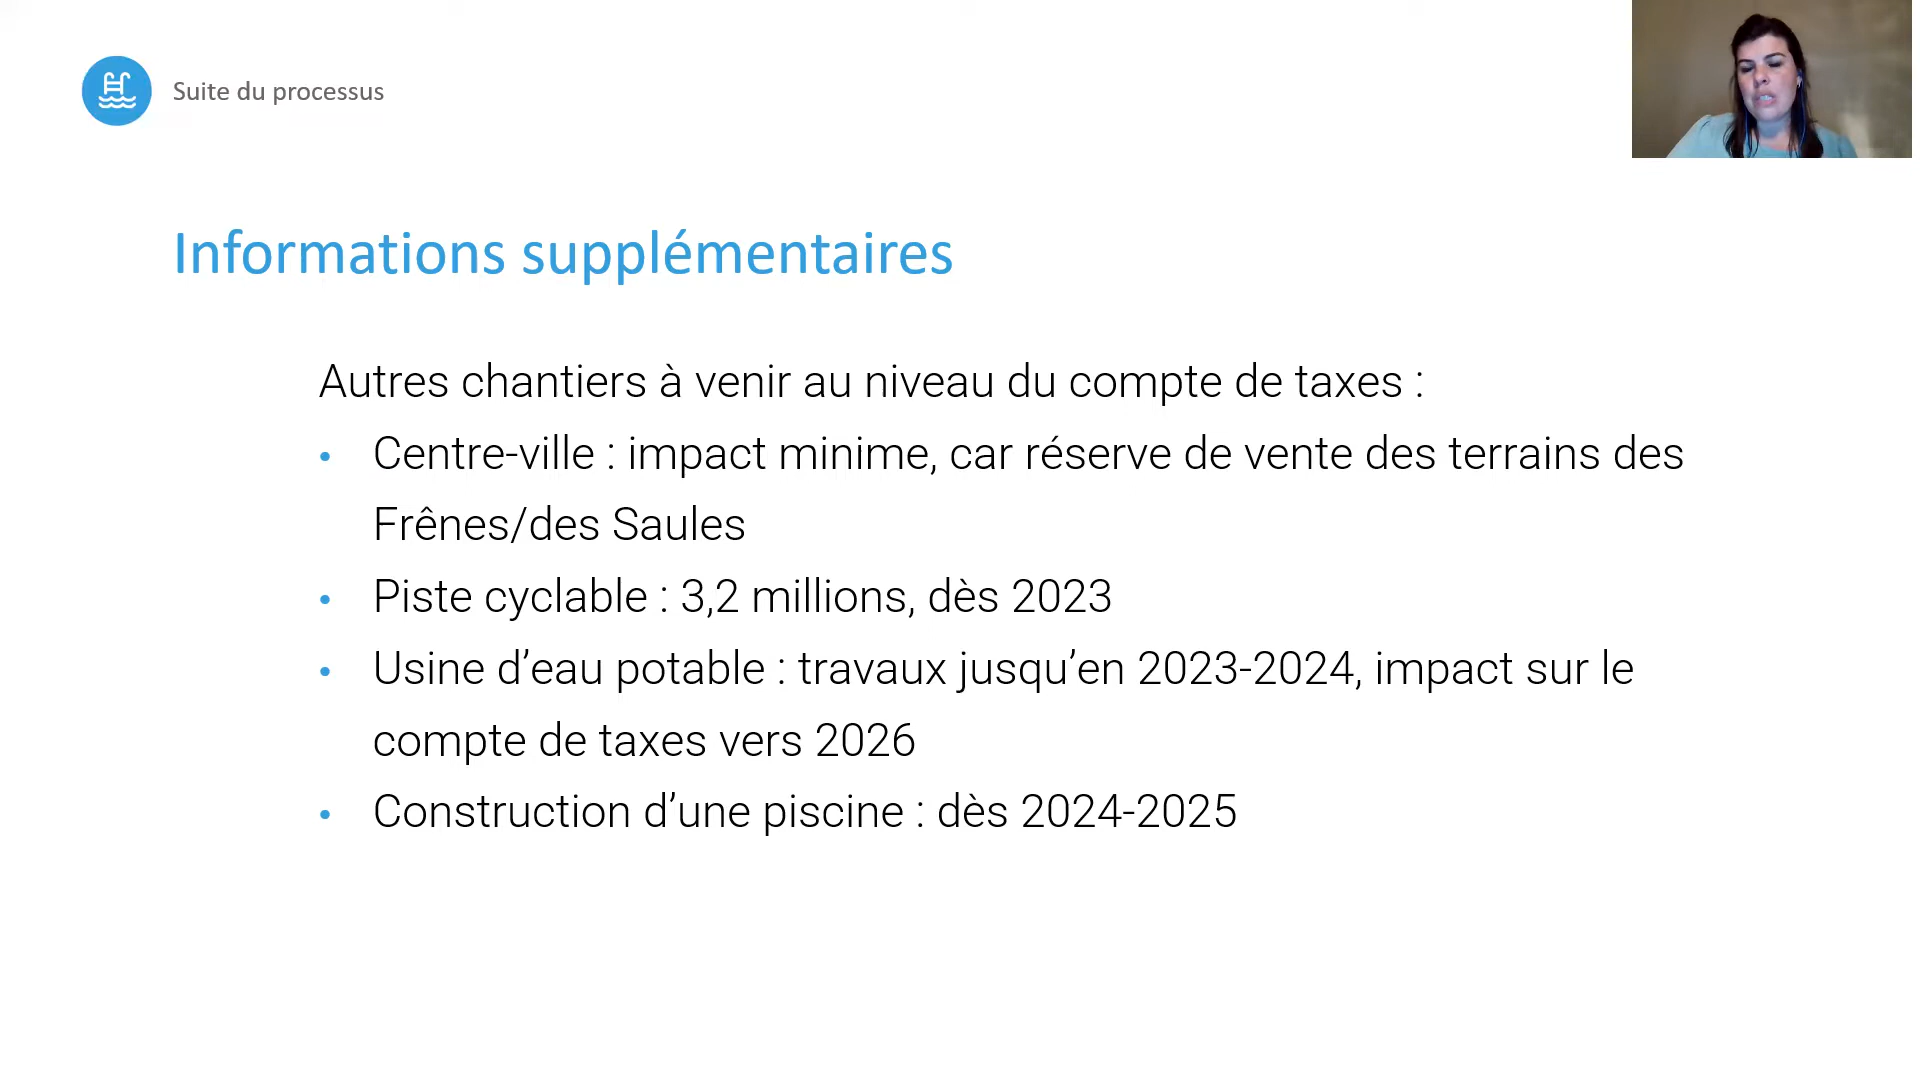 Suite du processus
Informations supplémentaires
Autres chantiers à venir au niveau du compte de taxes :
• Centre-ville : impact minime, car réserve de vente des terrains des
Frênes/des Saules
• Piste cyclable : 3,2 millions, dès 2023
• Usine d’eau potable : travaux jusqu’en 2023-2024, impact sur le
compte de taxes vers 2026
• Construction d’une piscine : dès 2024-2025